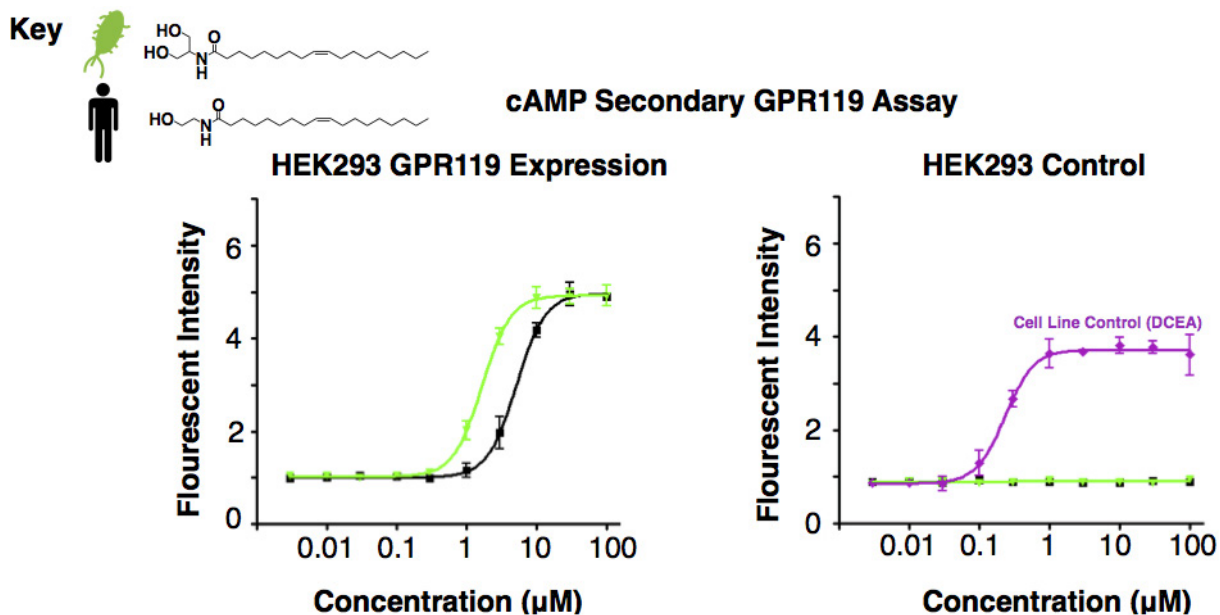 Key
HO
O
HO
N
H
O
HO
N
H
cAMP Secondary GPR119 Assay
HEK293 GPR119 Expression
HEK293 Control
Flourescent Intensity
6
4
2
0
0.01 0.1 1 10 100
Concentration (µM)
Flourescent Intensity
6
4
2
0
Cell Line Control (DCEA)
0.01 0.1 1 10 100
Concentration (µM)